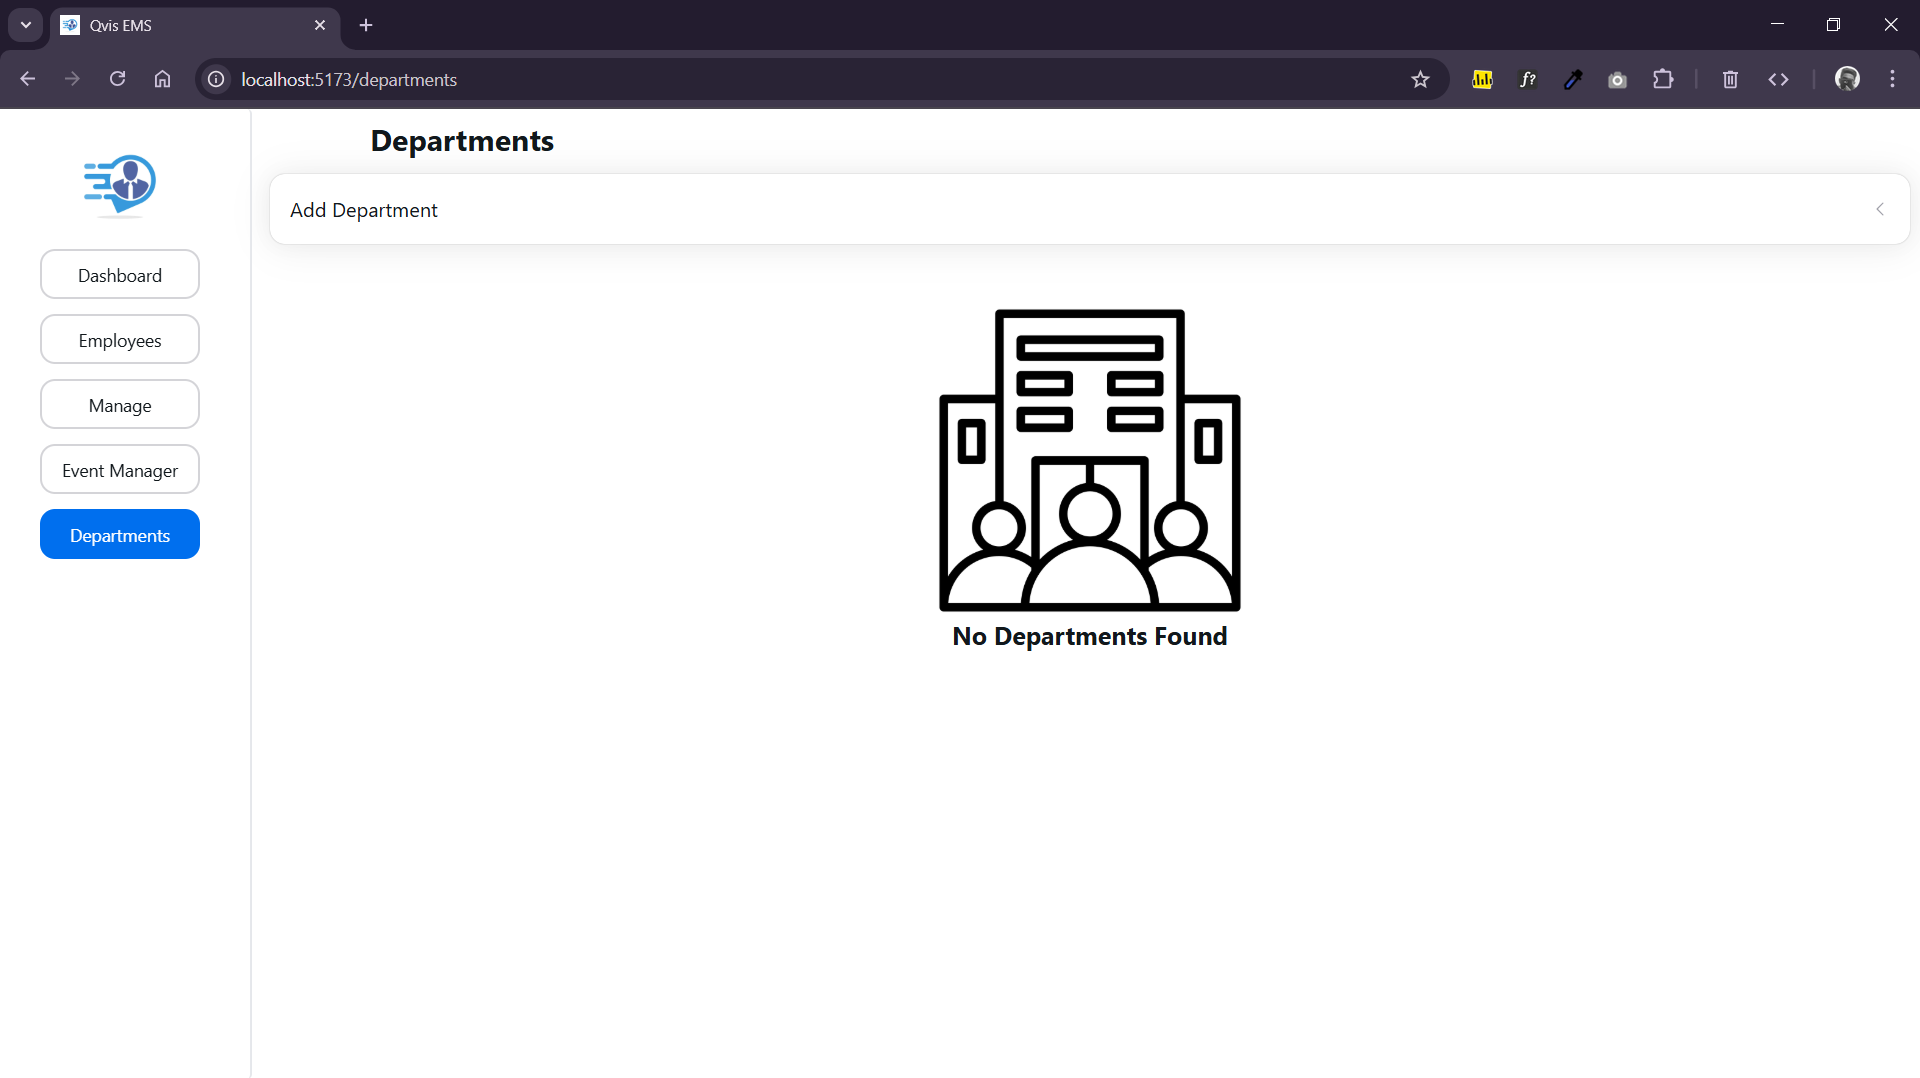 Qvis EMS
localhost:5173/departments
f?
Departments
Add Department
Dashboard
Employees
Manage
Event Manager
Departments
No Departments Found